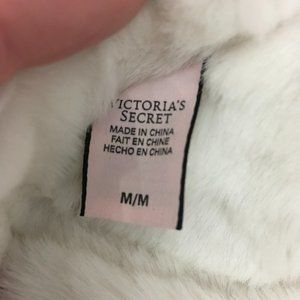 VICTORIA'S
SECRET
MADE IN CHINA
FAIT EN CHINE
HECHO EN CHINA
M/M